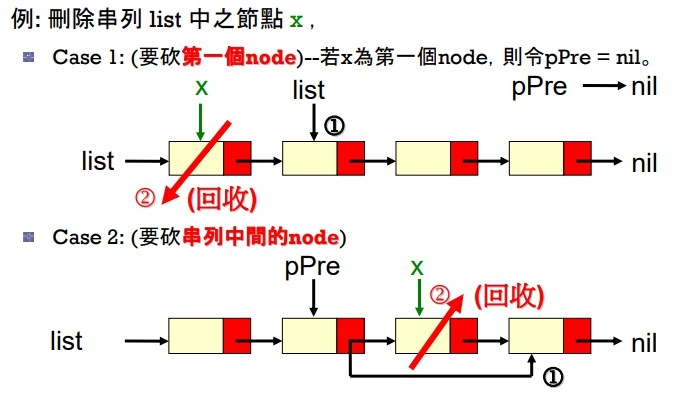 例: 刪除串列 list 中之節點 x ,
Case 1: (要砍第一個node)--若x為第一個node, 則令pPre = nil。
x
list
pPre
nil
①
list
nil
② (回收)
Case 2: (要砍串列中間的node)
pPre
x
② (回收)
list
nil
①